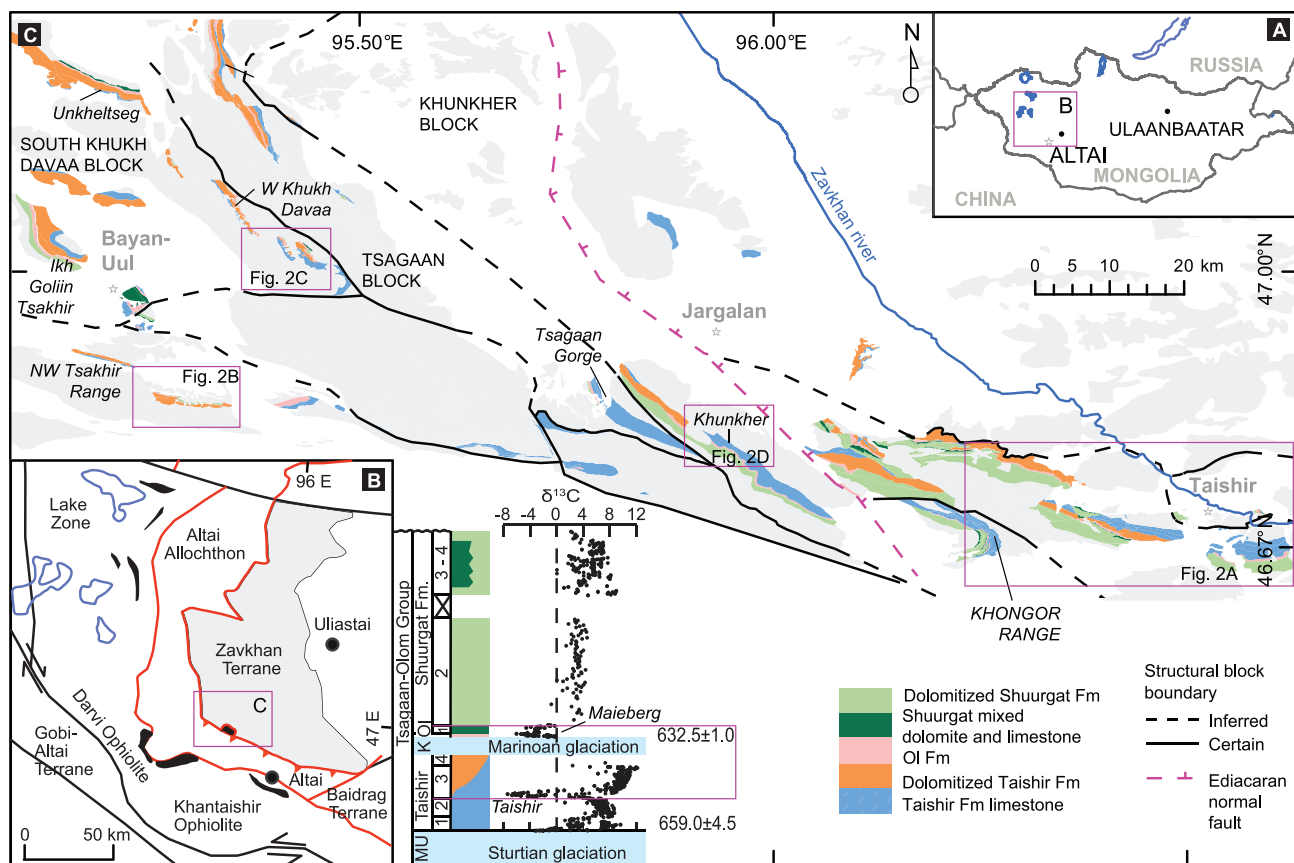 C
95.50°E
96.00°E
N
A
RUSSIA
B
ULAANBAATAR
ALTAI
MONGOLIA
CHINA
Unkheltseg
SOUTH KHUKH
DAVAA BLOCK
KHUNKHER
BLOCK
Zavkhan river
W Khukh
Davaa
Bayan-
Uul
Ikh
Goliin
Tsakhir
Fig. 2C
TSAGAAN
BLOCK
47.00°N
0 10 20 km
Jargalan
Tsagaan
Gorge
NW Tsakhir
Range
Fig. 2B
Khunkher
Fig. 2D
Taishir
46.67°N
Fig. 2A
KHONGOR
RANGE
B
96 E
Lake
Zone
Altai
Allochthon
Uliastai
Zavkhan
Terrane
C
47 E
Darvi Ophiolite
Gobi-
Altai
Terrane
Altai
Baidrag
Terrane
Khantaishir
Ophiolite
0 50 km
δ13C
-8 -4 0 4 8 12
Tsagaan-Olom Group
Shuurgat Fm.
3 - 4
2
1
Ol
K
Taishir
4
3
2
1
MU
Maieberg
632.5±1.0
Marinoan glaciation
Taishir
659.0±4.5
Sturtian glaciation
Dolomitized Shuurgat Fm
Shuurgat mixed
dolomite and limestone
Ol Fm
Dolomitized Taishir Fm
Taishir Fm limestone
Structural block
boundary
Inferred
Certain
Ediacaran
normal
fault